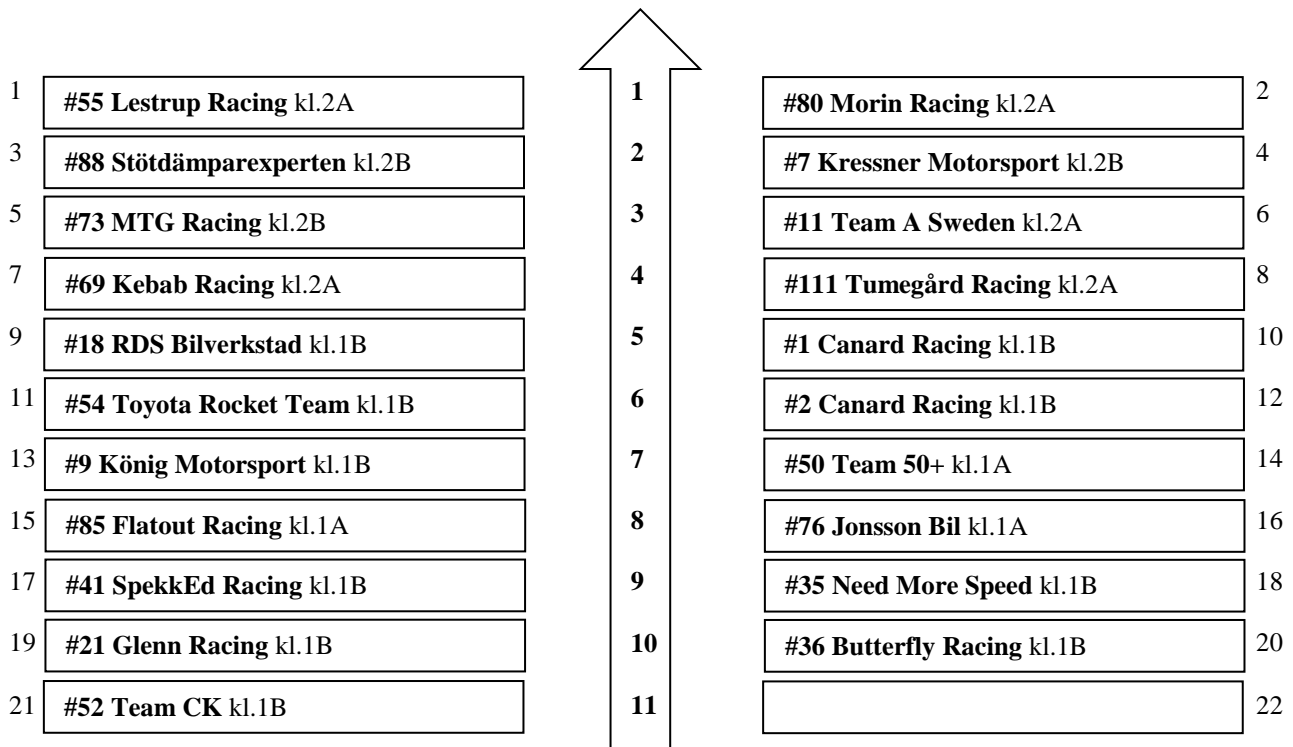 1 #55 Lestrup Racing kl.2A 1 #80 Morin Racing kl.2A 2
3 #88 Stötdämparexperten kl.2B 2 #7 Kressner Motorsport kl.2B 4
5 #73 MTG Racing kl.2B 3 #11 Team A Sweden kl.2A 6
7 #69 Kebab Racing kl.2A 4 #111 Tumegård Racing kl.2A 8
9 #18 RDS Bilverkstad kl.1B 5 #1 Canard Racing kl.1B 10
11 #54 Toyota Rocket Team kl.1B 6 #2 Canard Racing kl.1B 12
13 #9 König Motorsport kl.1B 7 #50 Team 50+ kl.1A 14
15 #85 Flatout Racing kl.1A 8 #76 Jonsson Bil kl.1A 16
17 #41 SpekkEd Racing kl.1B 9 #35 Need More Speed kl.1B 18
19 #21 Glenn Racing kl.1B 10 #36 Butterfly Racing kl.1B 20
21 #52 Team CK kl.1B 11 22